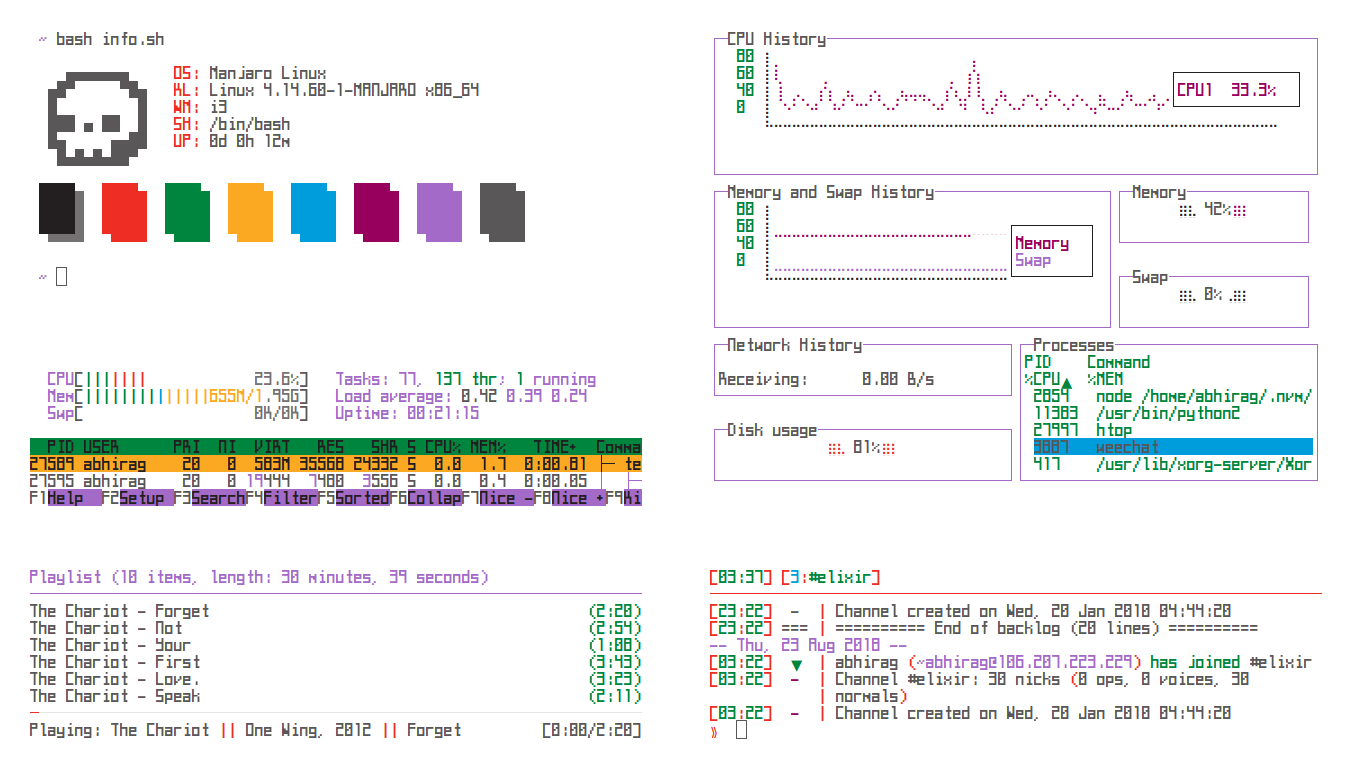 ~ bash info.sh
OS: Manjaro Linux
KL: Linux 4.14.60-1-MANJARO x86_64
WM: i3
SH: /bin/bash
UP: 0d 0h 12m
~
CPU History
80
60
40
0
CPU1 33.3%
Memory and Swap History
80
60
40
0
Memory
Swap
Memory
42%
Swap
0%
Network History
Receiving: 0.00 B/s
Disk usage
81%
Processes
PID Command
%CPU▲ %MEM
2854 node /home/abhirag/.nvm/
11383 /usr/bin/python2
27997 htop
3887 weechat
417 /usr/lib/xorg-server/Xor
CPU[||||||| 23.6%]
Mem[||||||||||||||655M/1.95G]
Swp[ 0K/0K]
Tasks: 77, 137 thr; 1 running
Load average: 0.42 0.39 0.24
Uptime: 00:21:15
PID USER PRI NI VIRT RES SHR S CPU% MEM% TIME+ Comma
27589 abhirag 20 0 583M 35568 24332 S 0.0 1.7 0:00.81 ├─ te
27595 abhirag 20 0 19444 7480 3556 S 0.0 0.4 0:00.05
F1Help F2Setup F3SearchF4FilterF5SortedF6CollapF7Nice -F8Nice +F9Ki
Playlist (10 items, length: 30 minutes, 39 seconds)
The Chariot - Forget (2:20)
The Chariot - Not (2:54)
The Chariot - Your (1:08)
The Chariot - First (3:43)
The Chariot - Love. (3:23)
The Chariot - Speak (2:11)
Playing: The Chariot || One Wing, 2012 || Forget [0:00/2:20]
[03:37] [3:#elixir]
[23:22] - | Channel created on Wed, 20 Jan 2010 04:44:20
[23:22] === | ========== End of backlog (20 lines) ==========
-- Thu, 23 Aug 2018 --
[03:22] ▼ | abhirag (~abhirag@106.207.223.229) has joined #elixir
[03:22] - | Channel #elixir: 30 nicks (0 ops, 0 voices, 30
| normals)
[03:22] - | Channel created on Wed, 20 Jan 2010 04:44:20
»